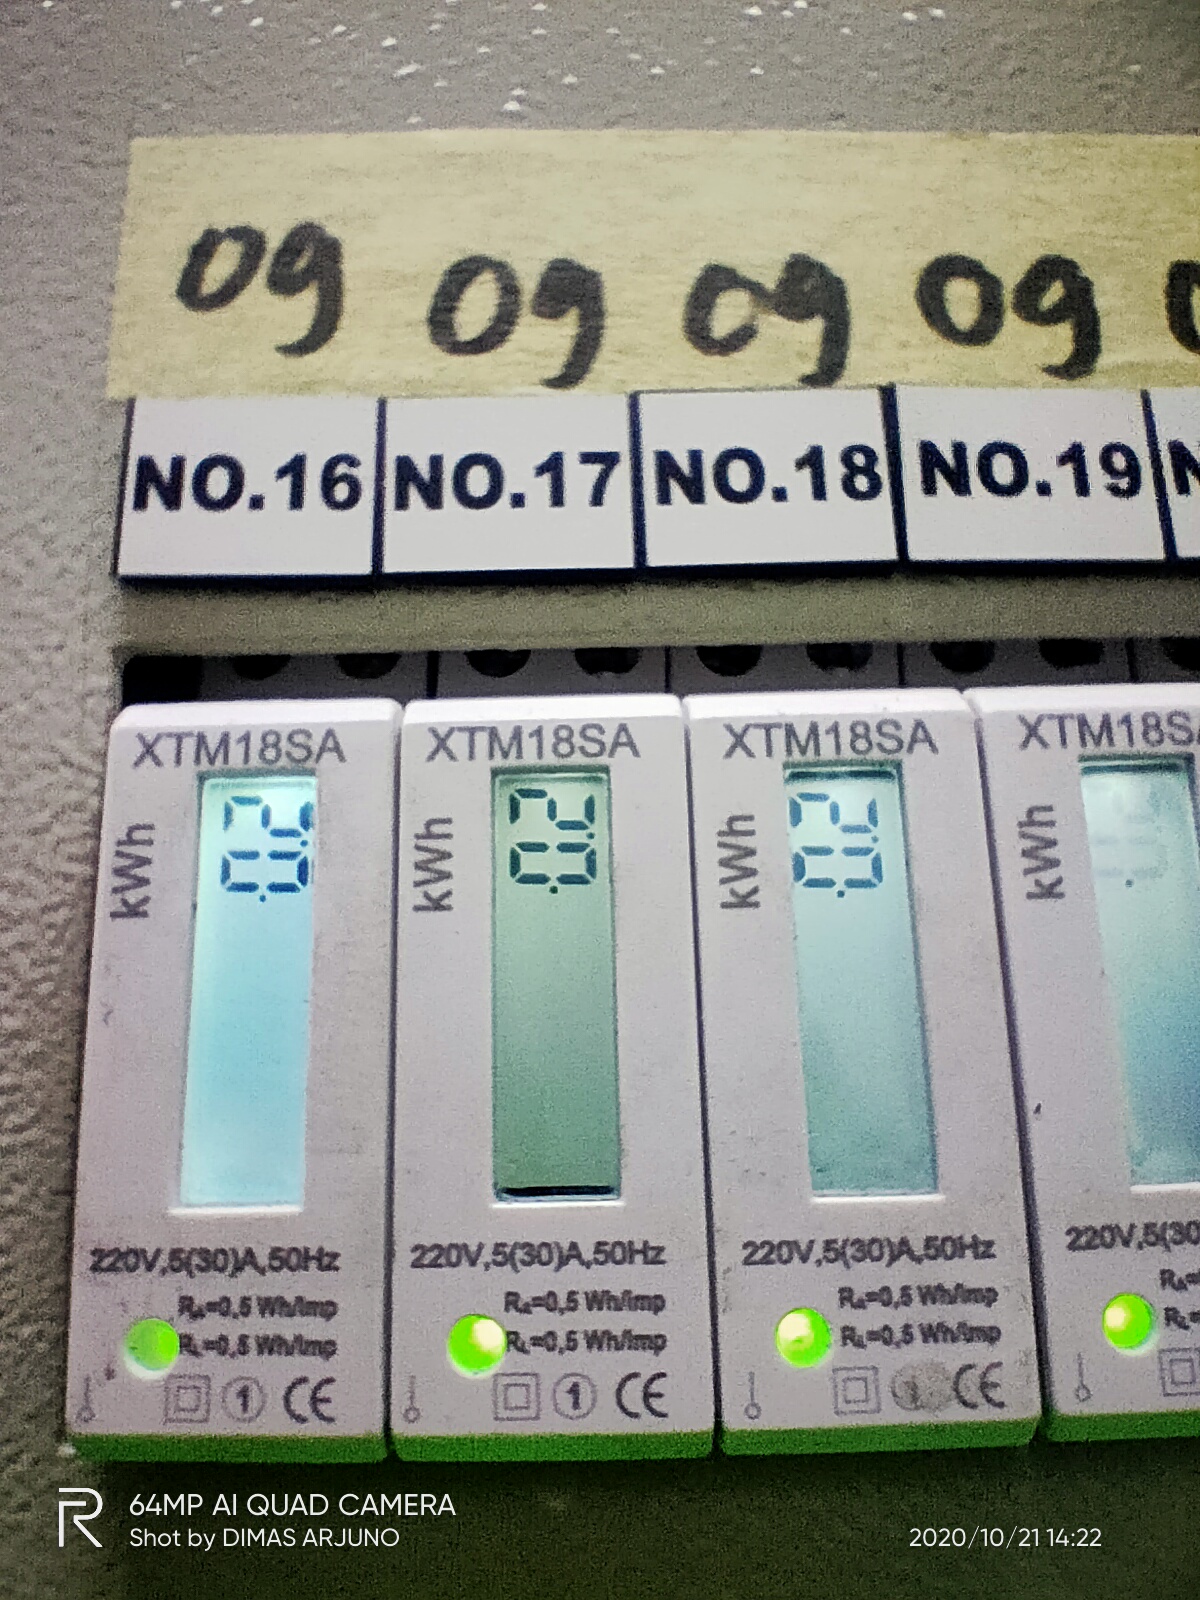 09 09 09 09
NO.16 NO.17 NO.18 NO.19
XTM18SA XTM18SA XTM18SA XTM18SA
kWh kWh kWh kWh
220V,5(30)A,50Hz 220V,5(30)A,50Hz 220V,5(30)A,50Hz 220V,5(30
RA=0,5 Wh/Imp RA=0,5 Wh/Imp RA=0,5 Wh/Imp
RL=0,5 Wh/Imp RL=0,5 Wh/Imp RL=0,5 Wh/Imp
1 CE 1 CE 1 CE
64MP AI QUAD CAMERA
Shot by DIMAS ARJUNO
2020/10/21 14:22